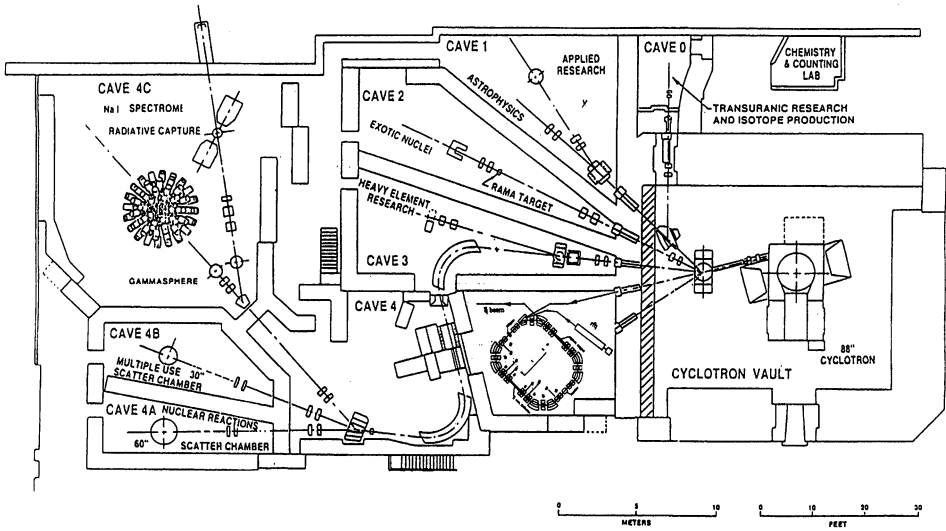 CAVE 1
APPLIED
RESEARCH
CAVE 0
CHEMISTRY
& COUNTING
LAB
TRANSURANIC RESEARCH
AND ISOTOPE PRODUCTION
CAVE 4C
Na I SPECTROME
RADIATIVE CAPTURE
GAMMASPHERE
CAVE 2
ASTROPHYSICS
EXOTIC NUCLEI
RAMA TARGET
HEAVY ELEMENT
RESEARCH
CAVE 3
CAVE 4
beam
CAVE 4B
MULTIPLE USE 30"
SCATTER CHAMBER
CAVE 4A
NUCLEAR REACTIONS
60"
SCATTER CHAMBER
88"
CYCLOTRON
CYCLOTRON VAULT
0 5 10
METERS
0 10 20 30
FEET